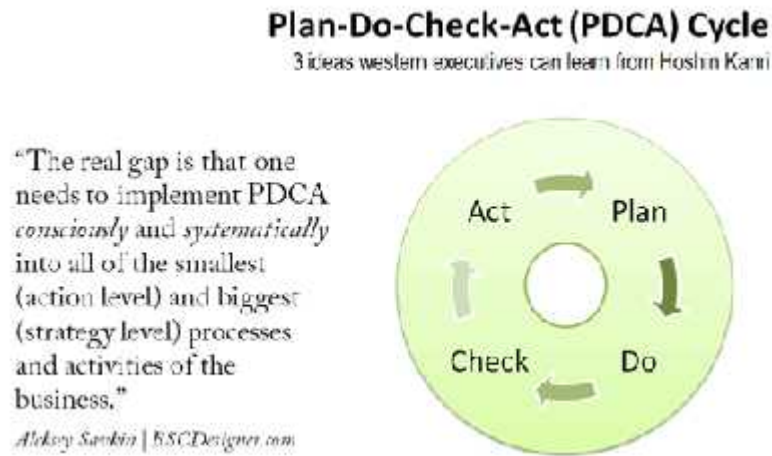 Plan-Do-Check-Act (PDCA) Cycle
3 ideas western executives can learn from Hoshin Kanri
“The real gap is that one
needs to implement PDCA
consciously and systematically
into all of the smallest
(action level) and biggest
(strategy level) processes
and activities of the
business.”
Aleksey Savkin | BSCDesigner.com
Act
Plan
Check
Do